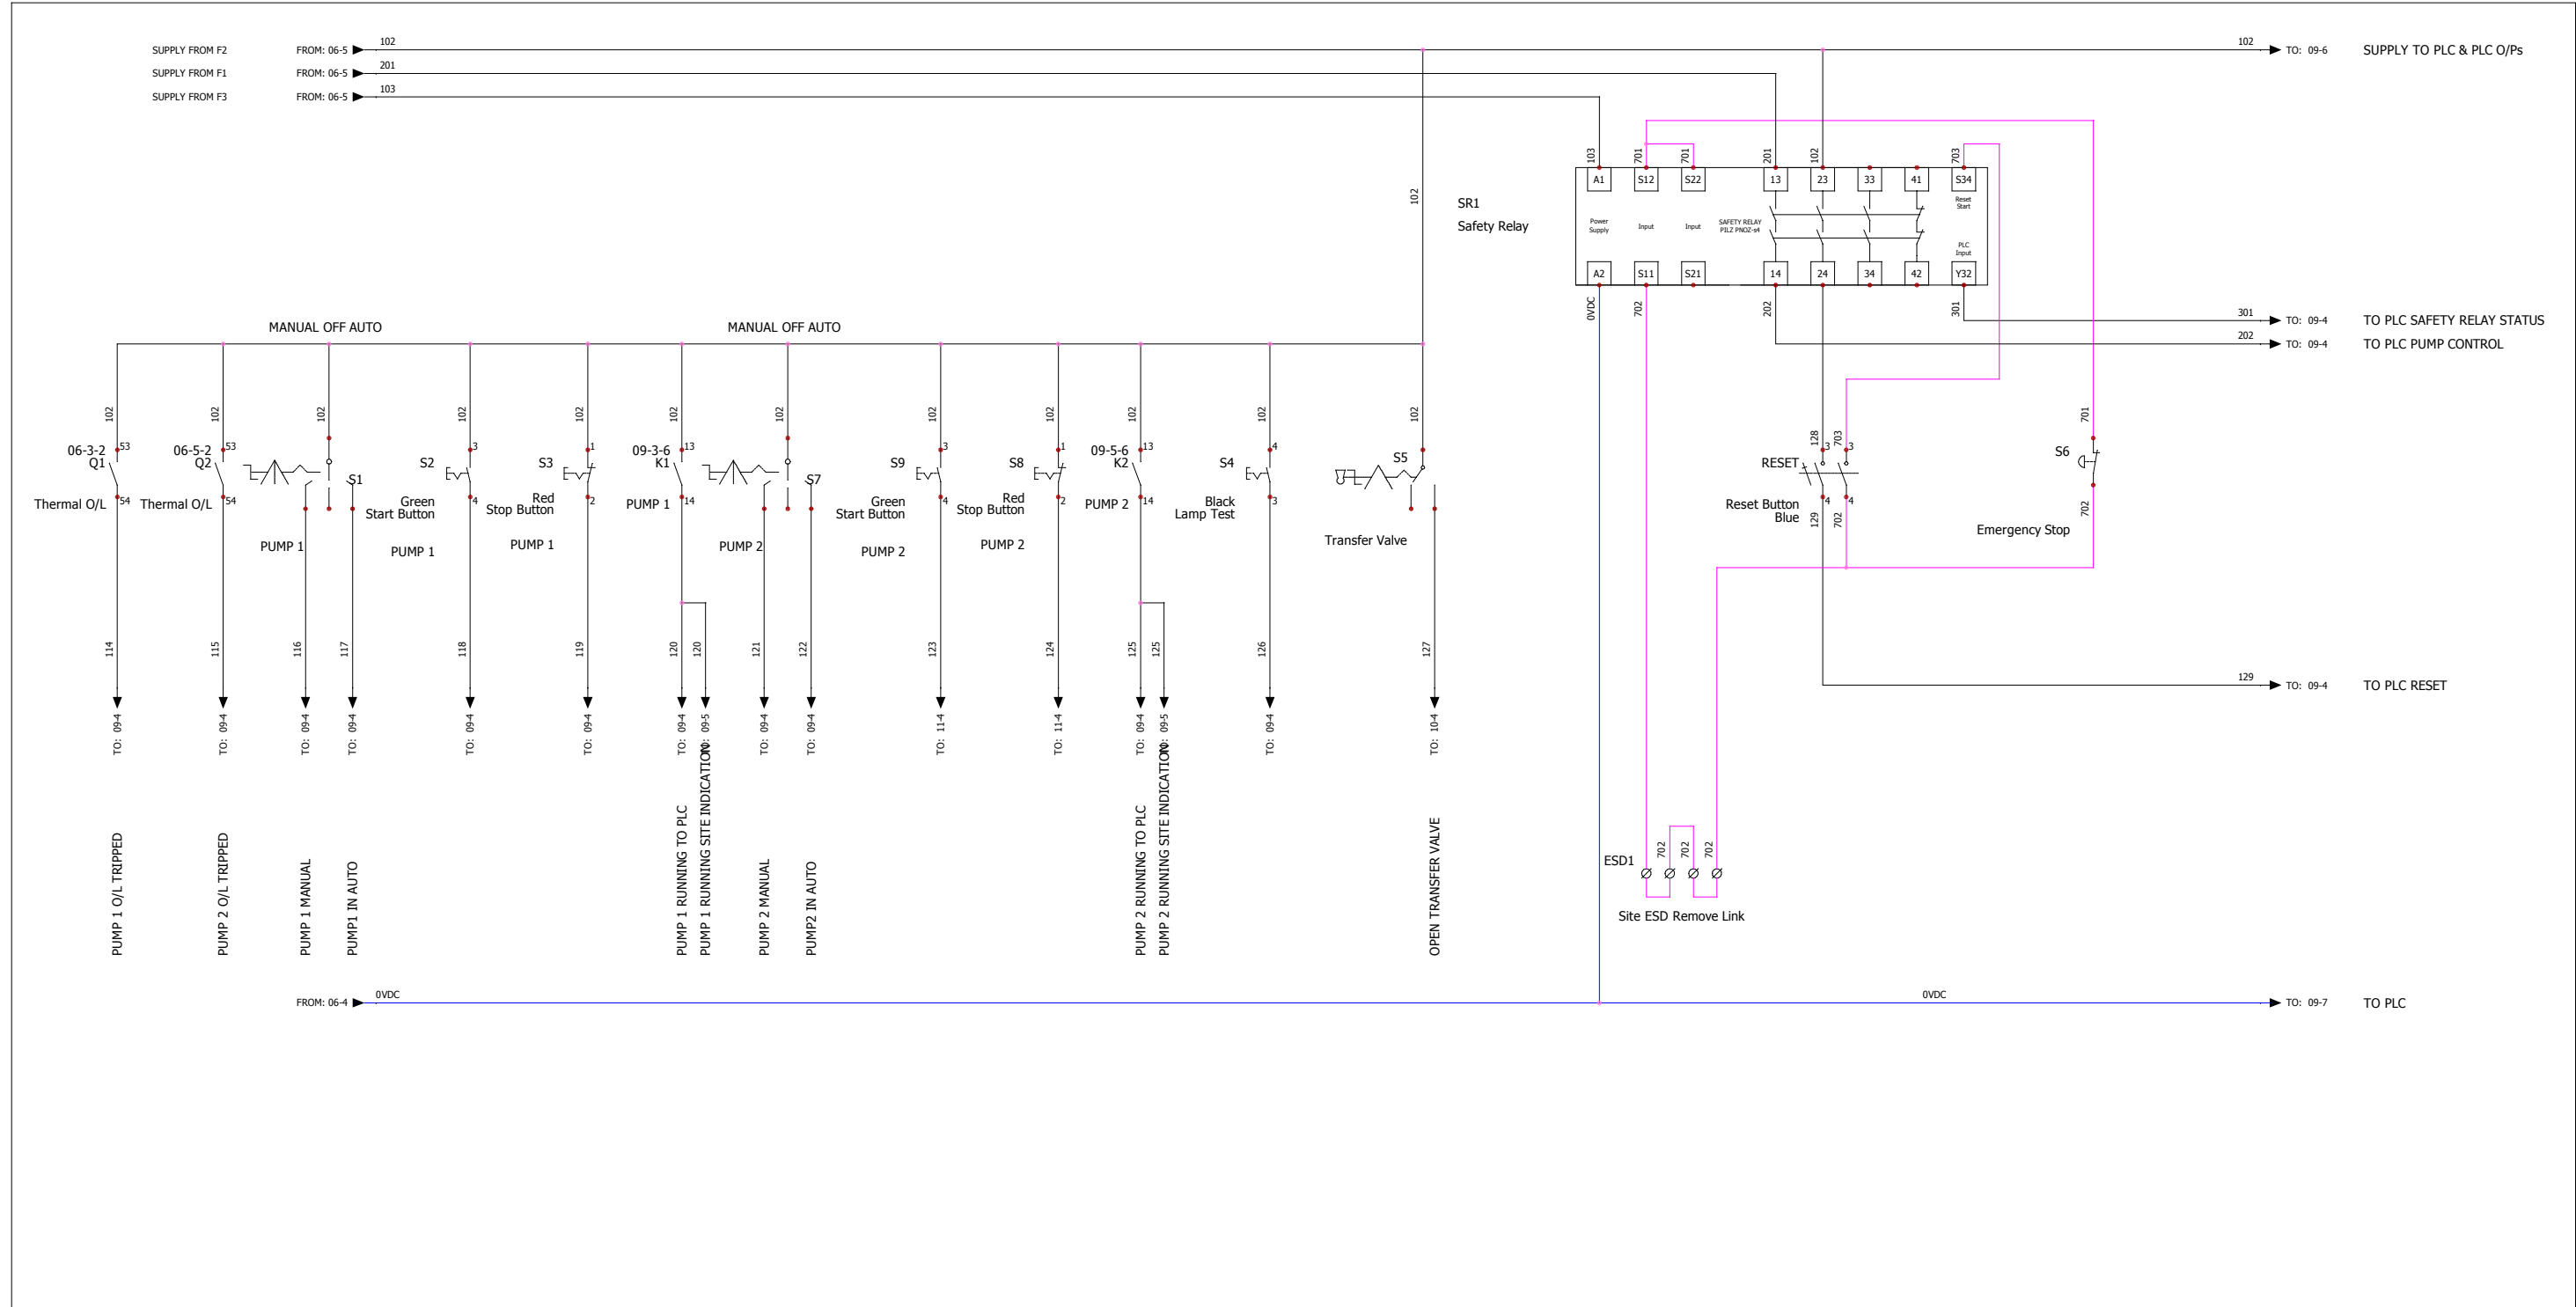 SUPPLY FROM F2 FROM: 06-5 102 102 TO: 09-6 SUPPLY TO PLC & PLC O/Ps
SUPPLY FROM F1 FROM: 06-5 201
SUPPLY FROM F3 FROM: 06-5 103
103 701 701 201 102 703
A1 S12 S22 13 23 33 41 S34
102
SR1
Safety Relay
Power
Supply
Input
Input
SAFETY RELAY
PILZ PNOZ-s4
Reset
Start
PLC
Input
A2 S11 S21 14 24 34 42 Y32
0VDC 702 202 301
301 TO: 09-4 TO PLC SAFETY RELAY STATUS
202 TO: 09-4 TO PLC PUMP CONTROL
MANUAL OFF AUTO MANUAL OFF AUTO
102 102 102 102 102 102 102 102 102 102 102 102 128 703 701
06-3-2
Q1
53
54
Thermal O/L
06-5-2
Q2
53
54
Thermal O/L
S1
PUMP 1
S2
3
4
Green
Start Button
PUMP 1
S3
1
2
Red
Stop Button
PUMP 1
09-3-6
K1
13
14
PUMP 1
S7
PUMP 2
S9
3
4
Green
Start Button
PUMP 2
S8
1
2
Red
Stop Button
PUMP 2
09-5-6
K2
13
14
PUMP 2
S4
4
3
Black
Lamp Test
S5
Transfer Valve
RESET
3 3
4 4
Reset Button
Blue
129 702
S6
702
Emergency Stop
114 115 116 117 118 119 120 120 121 122 123 124 125 125 126 127
129 TO: 09-4 TO PLC RESET
TO: 09-4
TO: 09-4
TO: 09-4
TO: 09-4
TO: 09-4
TO: 09-4
TO: 09-4
TO: 09-5
TO: 09-4
TO: 09-4
TO: 11-4
TO: 11-4
TO: 09-4
TO: 09-5
TO: 09-4
TO: 10-4
PUMP 1 O/L TRIPPED
PUMP 2 O/L TRIPPED
PUMP 1 MANUAL
PUMP1 IN AUTO
PUMP 1 RUNNING TO PLC
PUMP 1 RUNNING SITE INDICATION
PUMP 2 MANUAL
PUMP2 IN AUTO
PUMP 2 RUNNING TO PLC
PUMP 2 RUNNING SITE INDICATION
OPEN TRANSFER VALVE
ESD1
702 702 702
Site ESD Remove Link
FROM: 06-4 0VDC 0VDC TO: 09-7 TO PLC